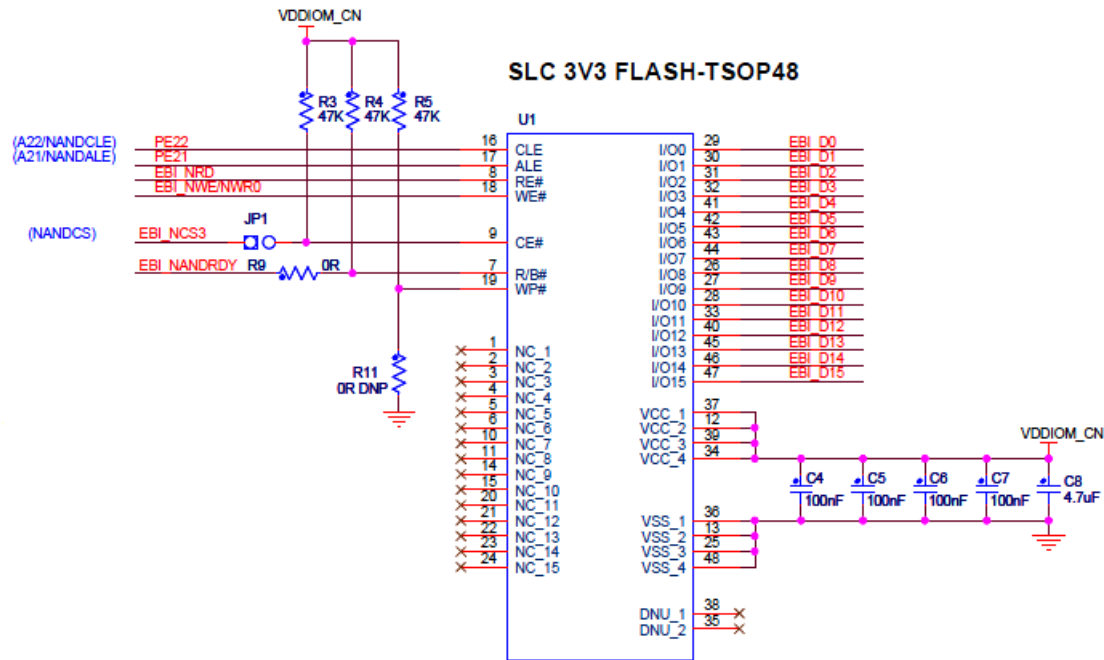 VDDIOM_CN
SLC 3V3 FLASH-TSOP48
R3 R4 R5
47K 47K 47K
U1
(A22/NANDCLE) PE22 16 CLE I/O0 29 EBI_D0
(A21/NANDALE) PE21 17 ALE I/O1 30 EBI_D1
EBI_NRD 8 RE# I/O2 31 EBI_D2
EBI_NWE/NWR0 18 WE# I/O3 32 EBI_D3
I/O4 41 EBI_D4
JP1 I/O5 42 EBI_D5
(NANDCS) EBI_NCS3 9 CE# I/O6 43 EBI_D6
I/O7 44 EBI_D7
EBI_NANDRDY R9 0R 7 R/B# I/O8 26 EBI_D8
19 WP# I/O9 27 EBI_D9
I/O10 28 EBI_D10
I/O11 33 EBI_D11
I/O12 40 EBI_D12
1 NC_1 I/O13 45 EBI_D13
2 NC_2 I/O14 46 EBI_D14
R11 3 NC_3 I/O15 47 EBI_D15
0R DNP 4 NC_4
5 NC_5 VCC_1 37
6 NC_6 VCC_2 12
10 NC_7 VCC_3 39 VDDIOM_CN
11 NC_8 VCC_4 34
14 NC_9 C4 C5 C6 C7 C8
15 NC_10 100nF 100nF 100nF 100nF 4.7uF
20 NC_11
21 NC_12 VSS_1 36
22 NC_13 VSS_2 13
23 NC_14 VSS_3 25
24 NC_15 VSS_4 48
DNU_1 38
DNU_2 35